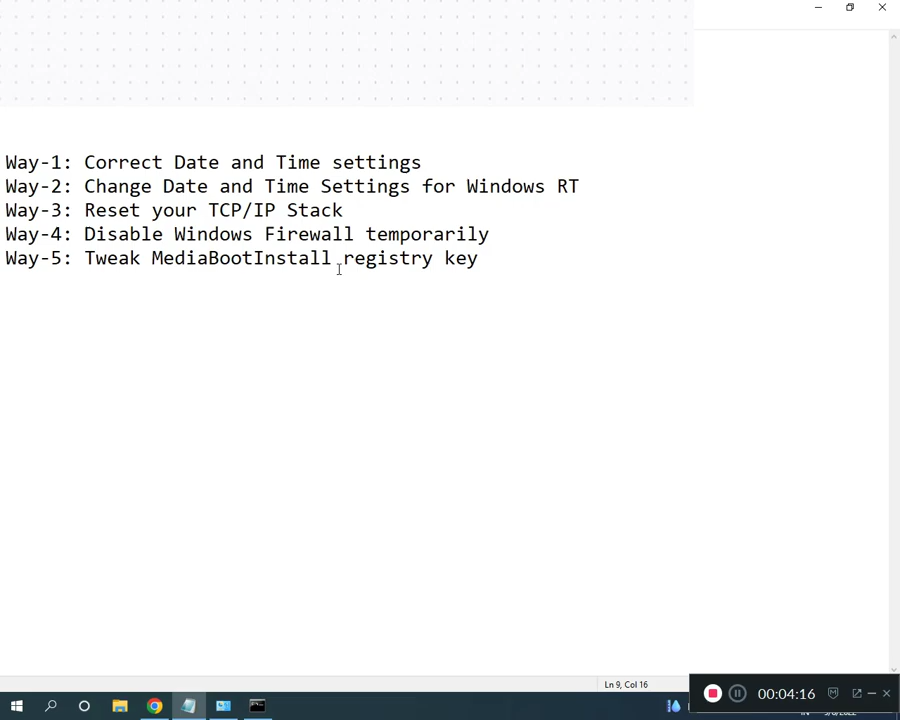 Way-1: Correct Date and Time settings
Way-2: Change Date and Time Settings for Windows RT
Way-3: Reset your TCP/IP Stack
Way-4: Disable Windows Firewall temporarily
Way-5: Tweak MediaBootInstall registry key
Ln 9, Col 16
00:04:16